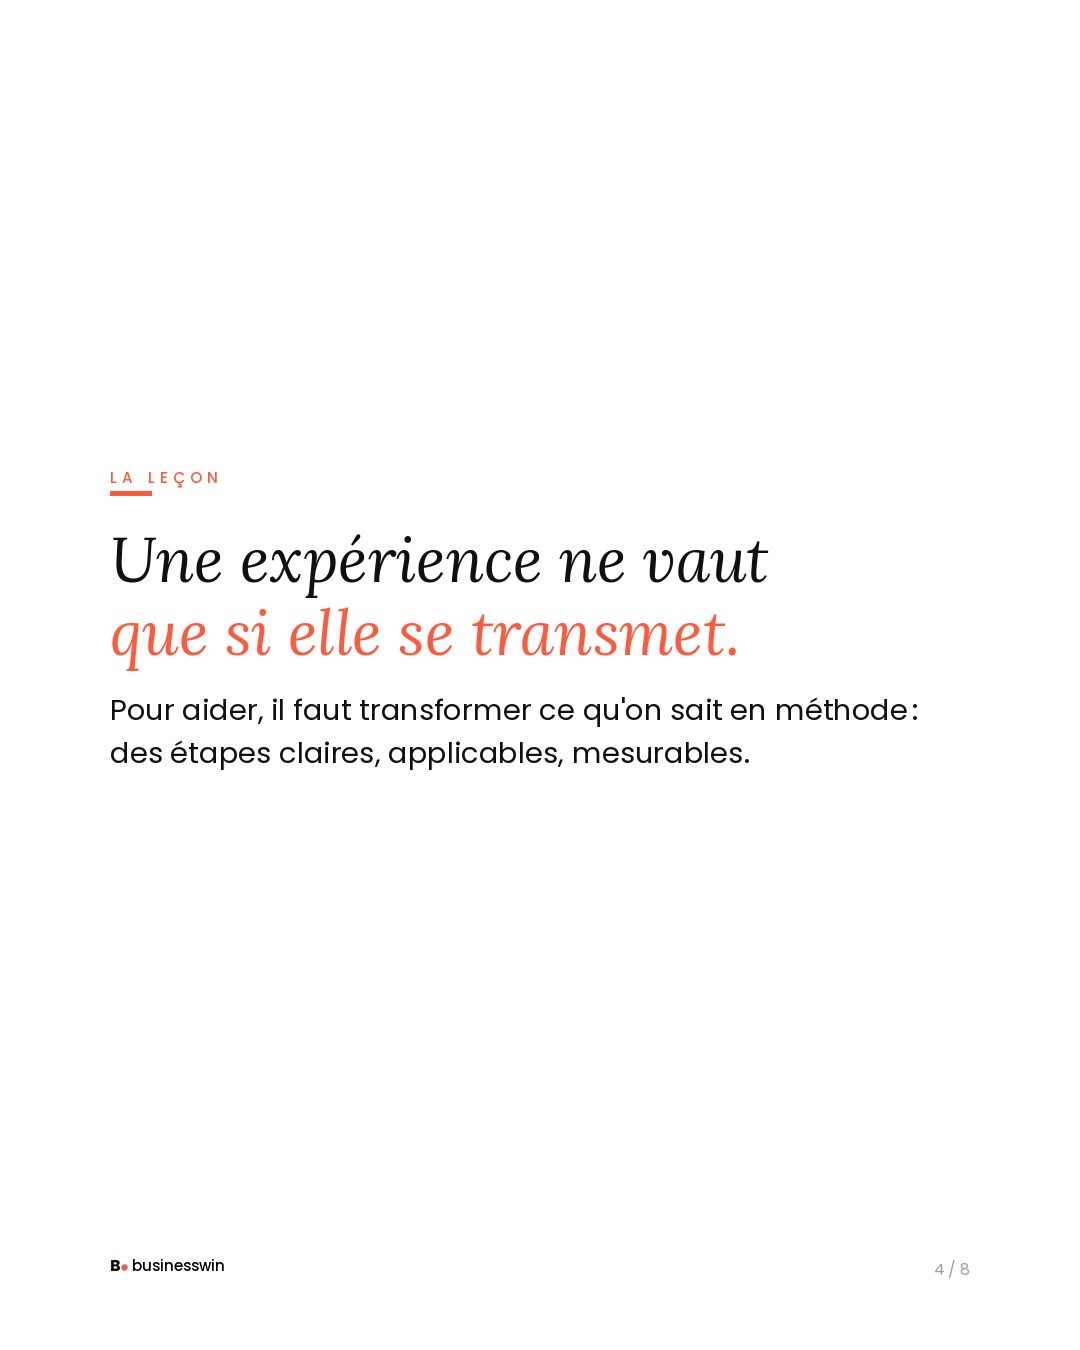 LA LEÇON
Une expérience ne vaut
que si elle se transmet.
Pour aider, il faut transformer ce qu'on sait en méthode :
des étapes claires, applicables, mesurables.
B. businesswin
4 / 8